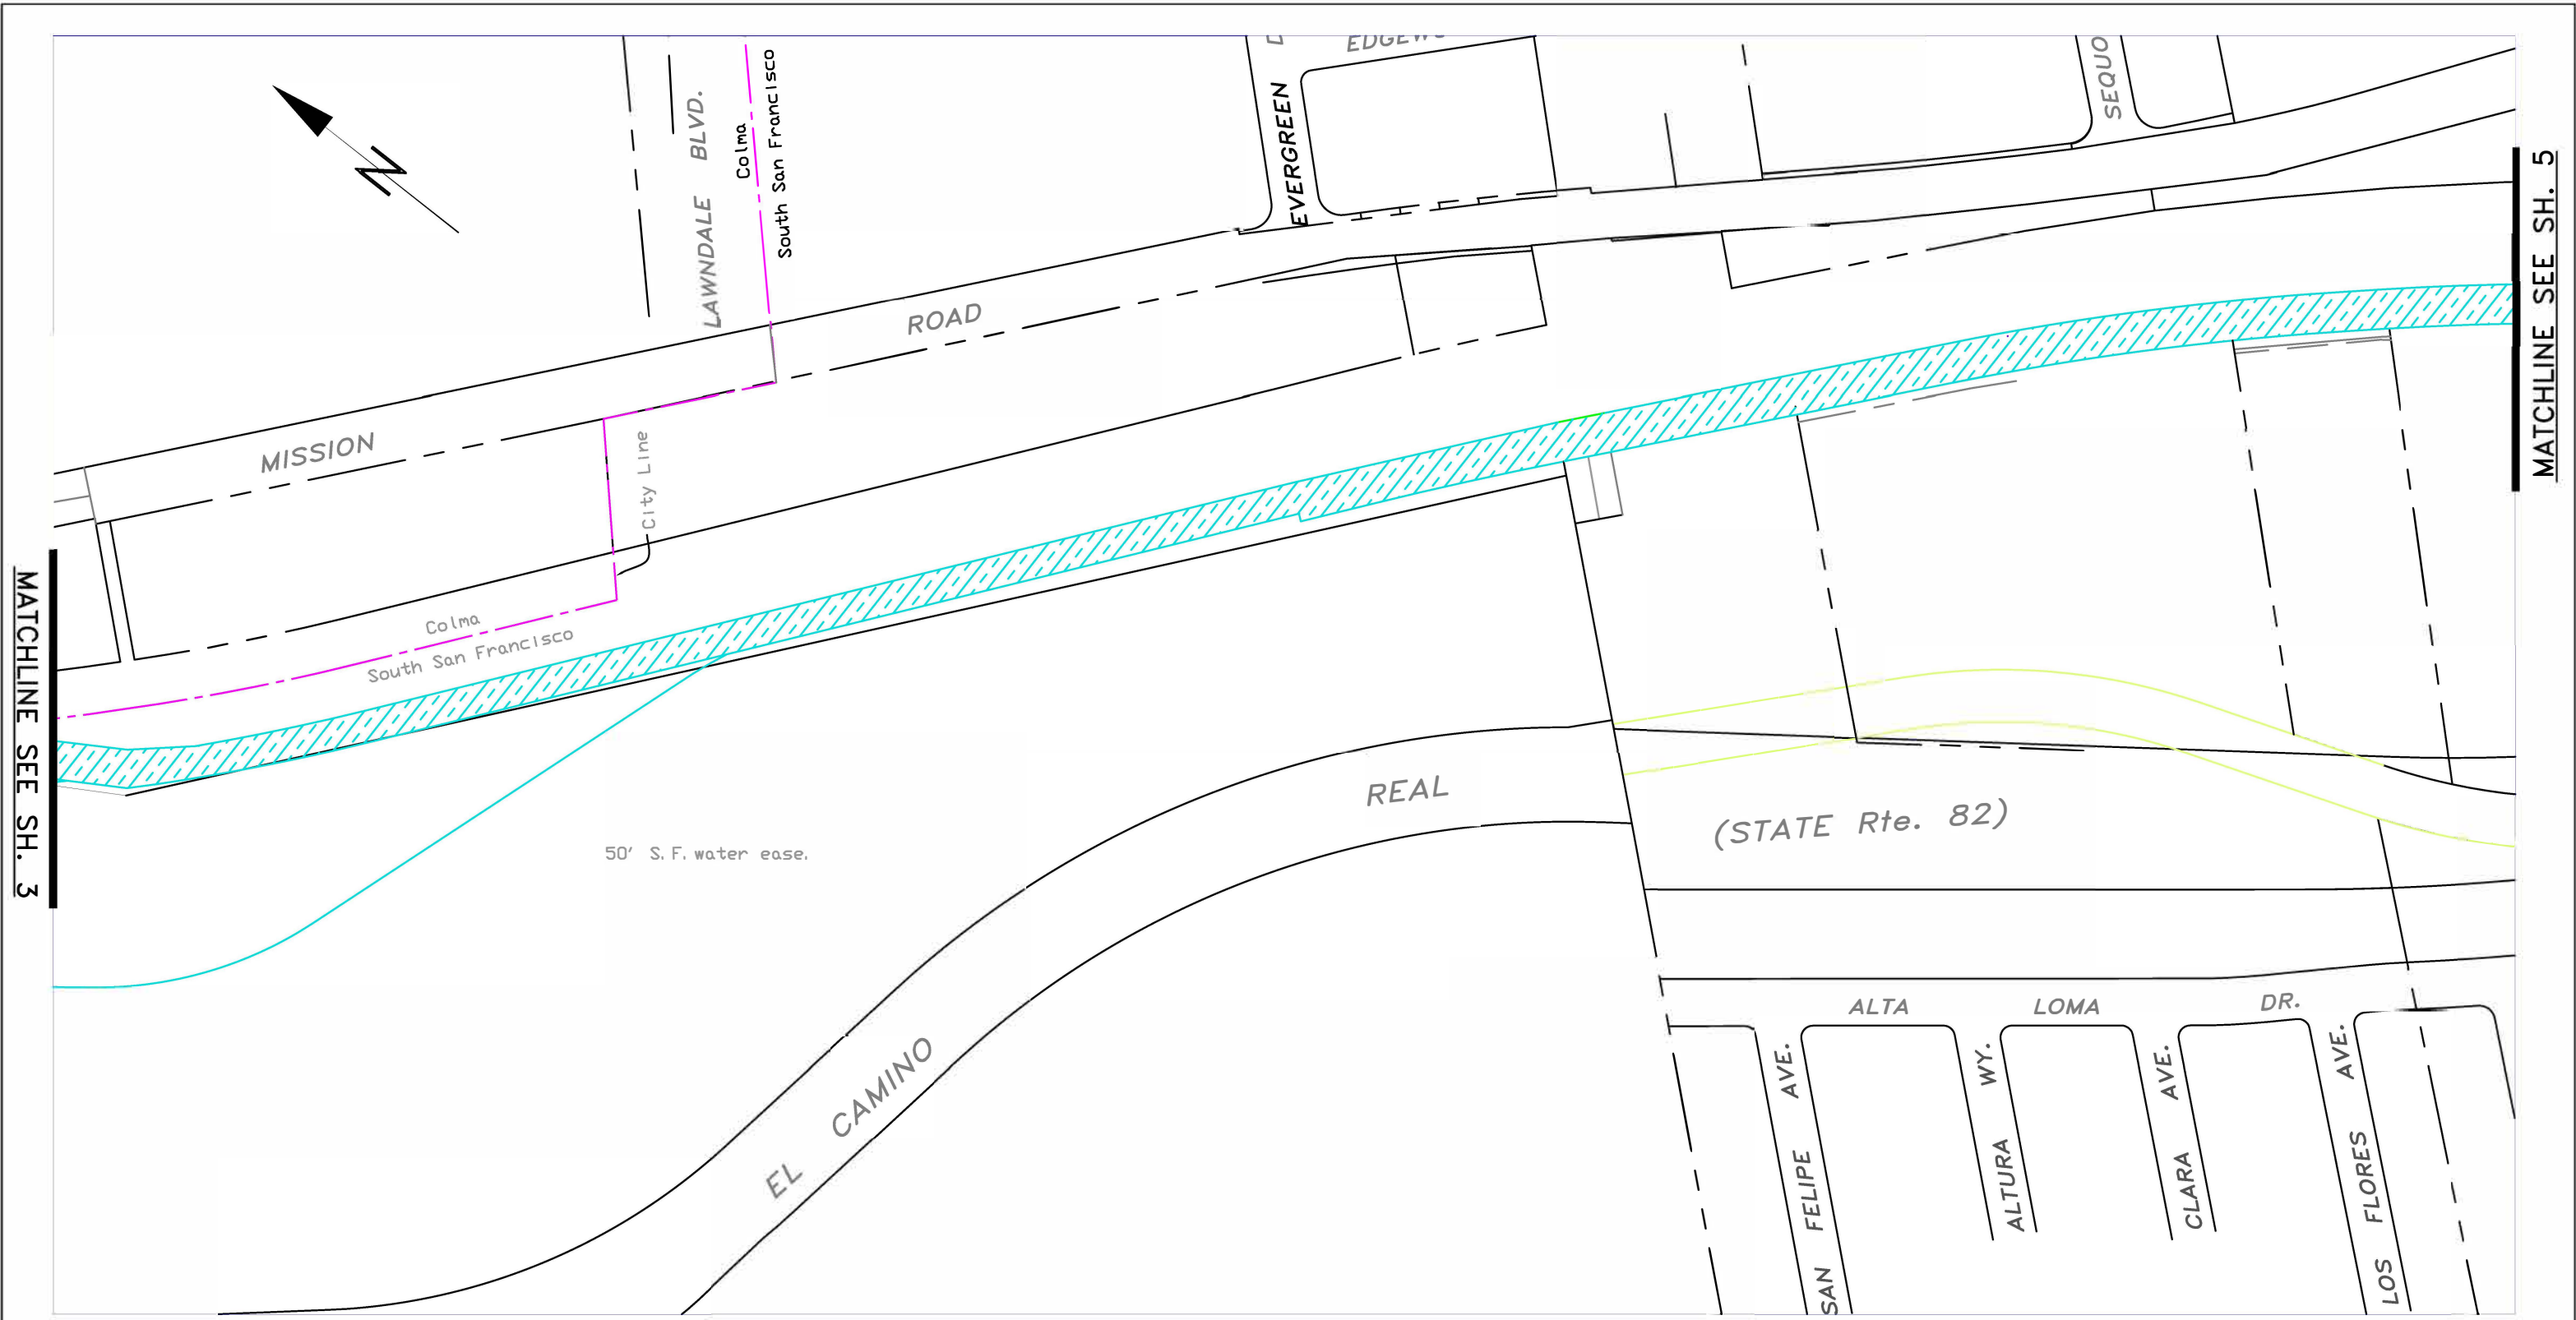 EDGEW
EVERGREEN
SEQUO
LAWNDALE BLVD.
Colma
South San Francisco
MISSION ROAD
City Line
Colma
South San Francisco
N
MATCHLINE SEE SH. 5
MATCHLINE SEE SH. 3
50' S.F. water ease.
EL CAMINO REAL
(STATE Rte. 82)
ALTA LOMA DR.
SAN FELIPE AVE.
ALTURA WY.
CLARA AVE.
LOS FLORES AVE.